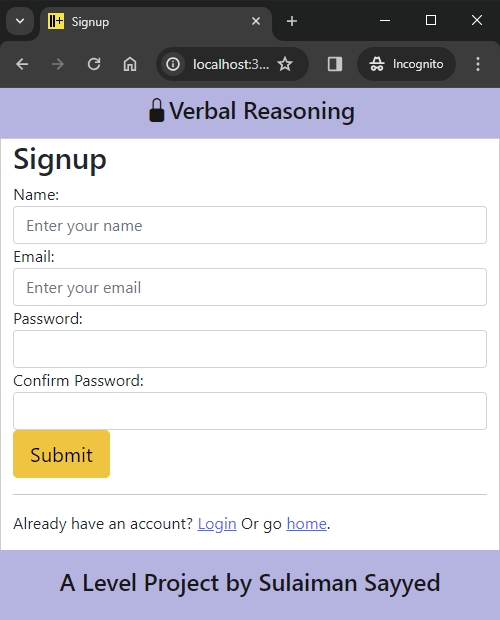 Signup
localhost:3...
Incognito
Verbal Reasoning
Signup
Name:
Enter your name
Email:
Enter your email
Password:
Confirm Password:
Submit
Already have an account? Login Or go home.
A Level Project by Sulaiman Sayyed